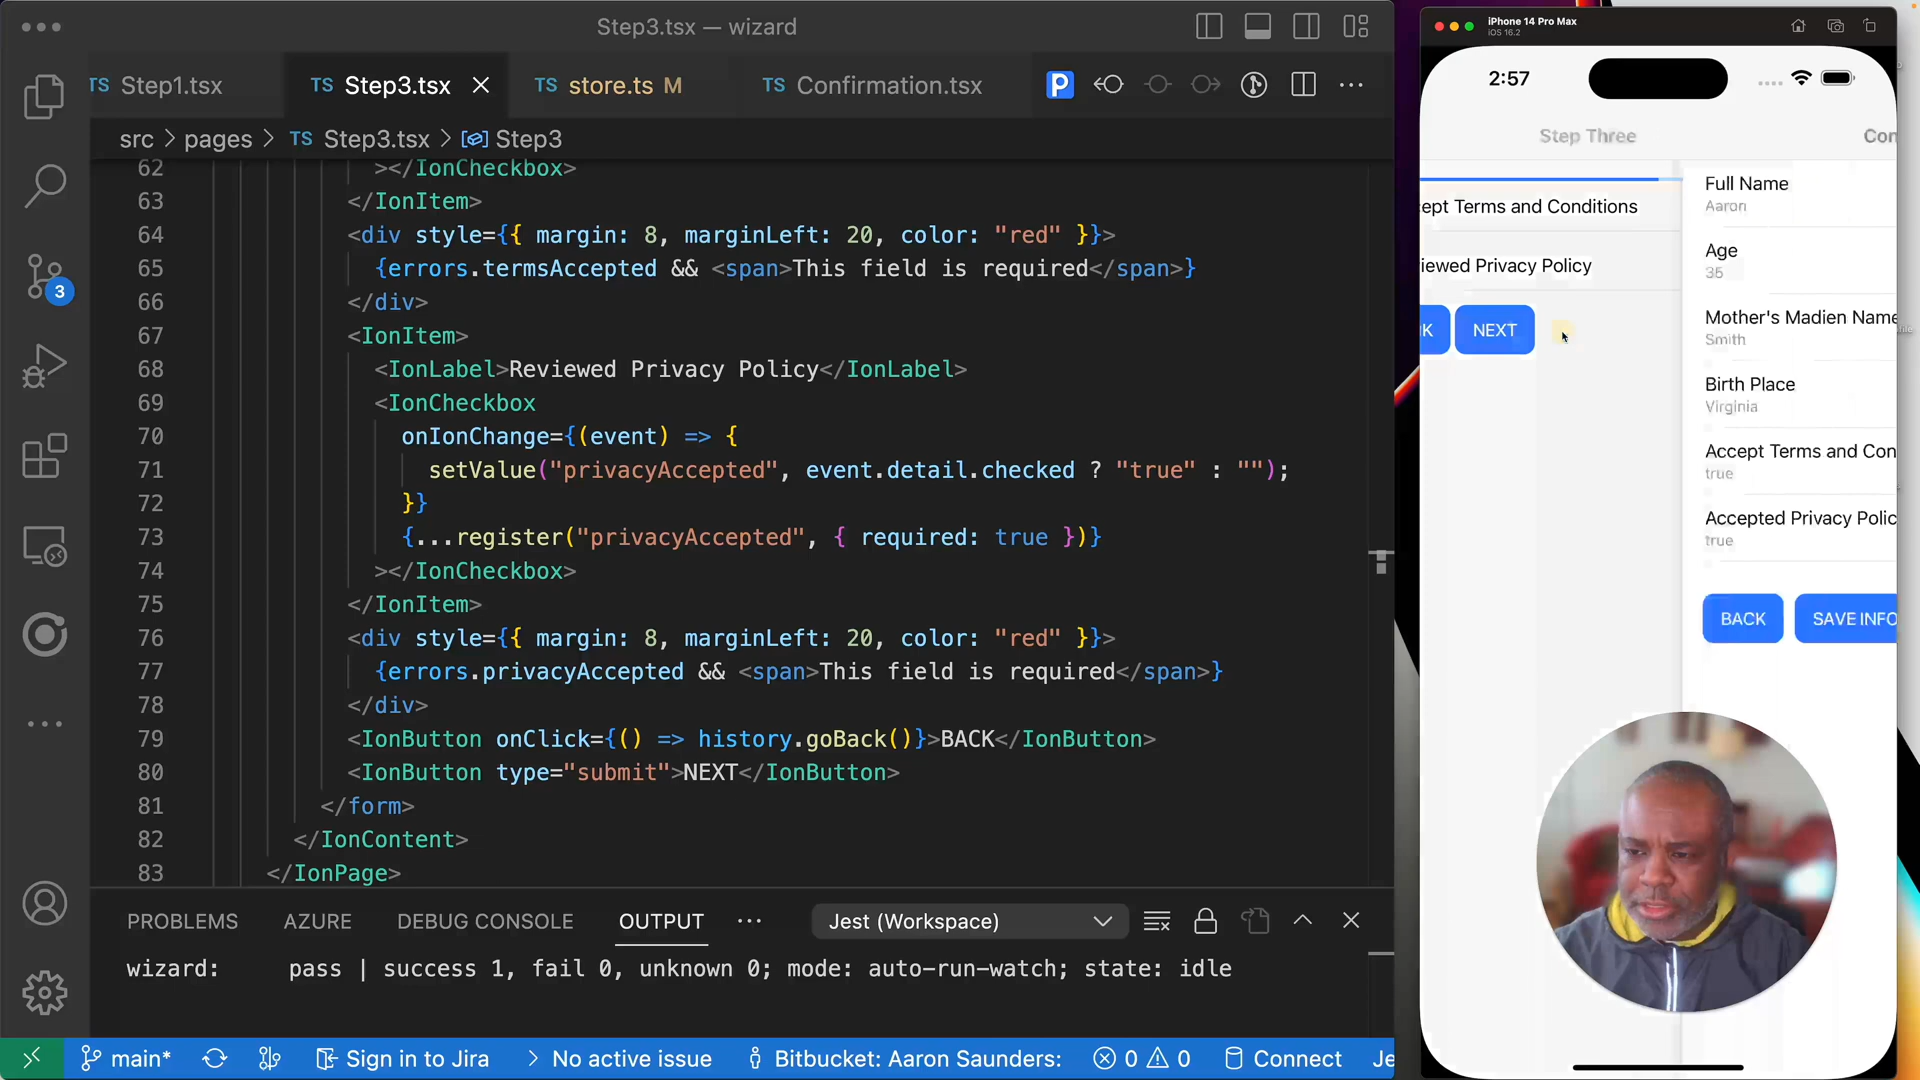 Step3.tsx — wizard
TS Step1.tsx
TS Step3.tsx
TS store.ts M
TS Confirmation.tsx
src > pages > TS Step3.tsx > Step3
62 ></IonCheckbox>
63 </IonItem>
64 <div style={{ margin: 8, marginLeft: 20, color: "red" }}>
65 {errors.termsAccepted && <span>This field is required</span>}
66 </div>
67 <IonItem>
68 <IonLabel>Reviewed Privacy Policy</IonLabel>
69 <IonCheckbox
70 onIonChange={(event) => {
71 setValue("privacyAccepted", event.detail.checked ? "true" : "");
72 }}
73 {...register("privacyAccepted", { required: true })}
74 ></IonCheckbox>
75 </IonItem>
76 <div style={{ margin: 8, marginLeft: 20, color: "red" }}>
77 {errors.privacyAccepted && <span>This field is required</span>}
78 </div>
79 <IonButton onClick={() => history.goBack()}>BACK</IonButton>
80 <IonButton type="submit">NEXT</IonButton>
81 </form>
82 </IonContent>
83 </IonPage>
3
PROBLEMS AZURE DEBUG CONSOLE OUTPUT ··· Jest (Workspace)
wizard: pass | success 1, fail 0, unknown 0; mode: auto-run-watch; state: idle
main* Sign in to Jira > No active issue Bitbucket: Aaron Saunders: 0 0 Connect Je
iPhone 14 Pro Max
iOS 16.2
2:57
Step Three
Con
ept Terms and Conditions
iewed Privacy Policy
K
NEXT
Full Name
Aaron
Age
35
Mother's Madien Name
Smith
Birth Place
Virginia
Accept Terms and Con
true
Accepted Privacy Polic
true
BACK
SAVE INFO